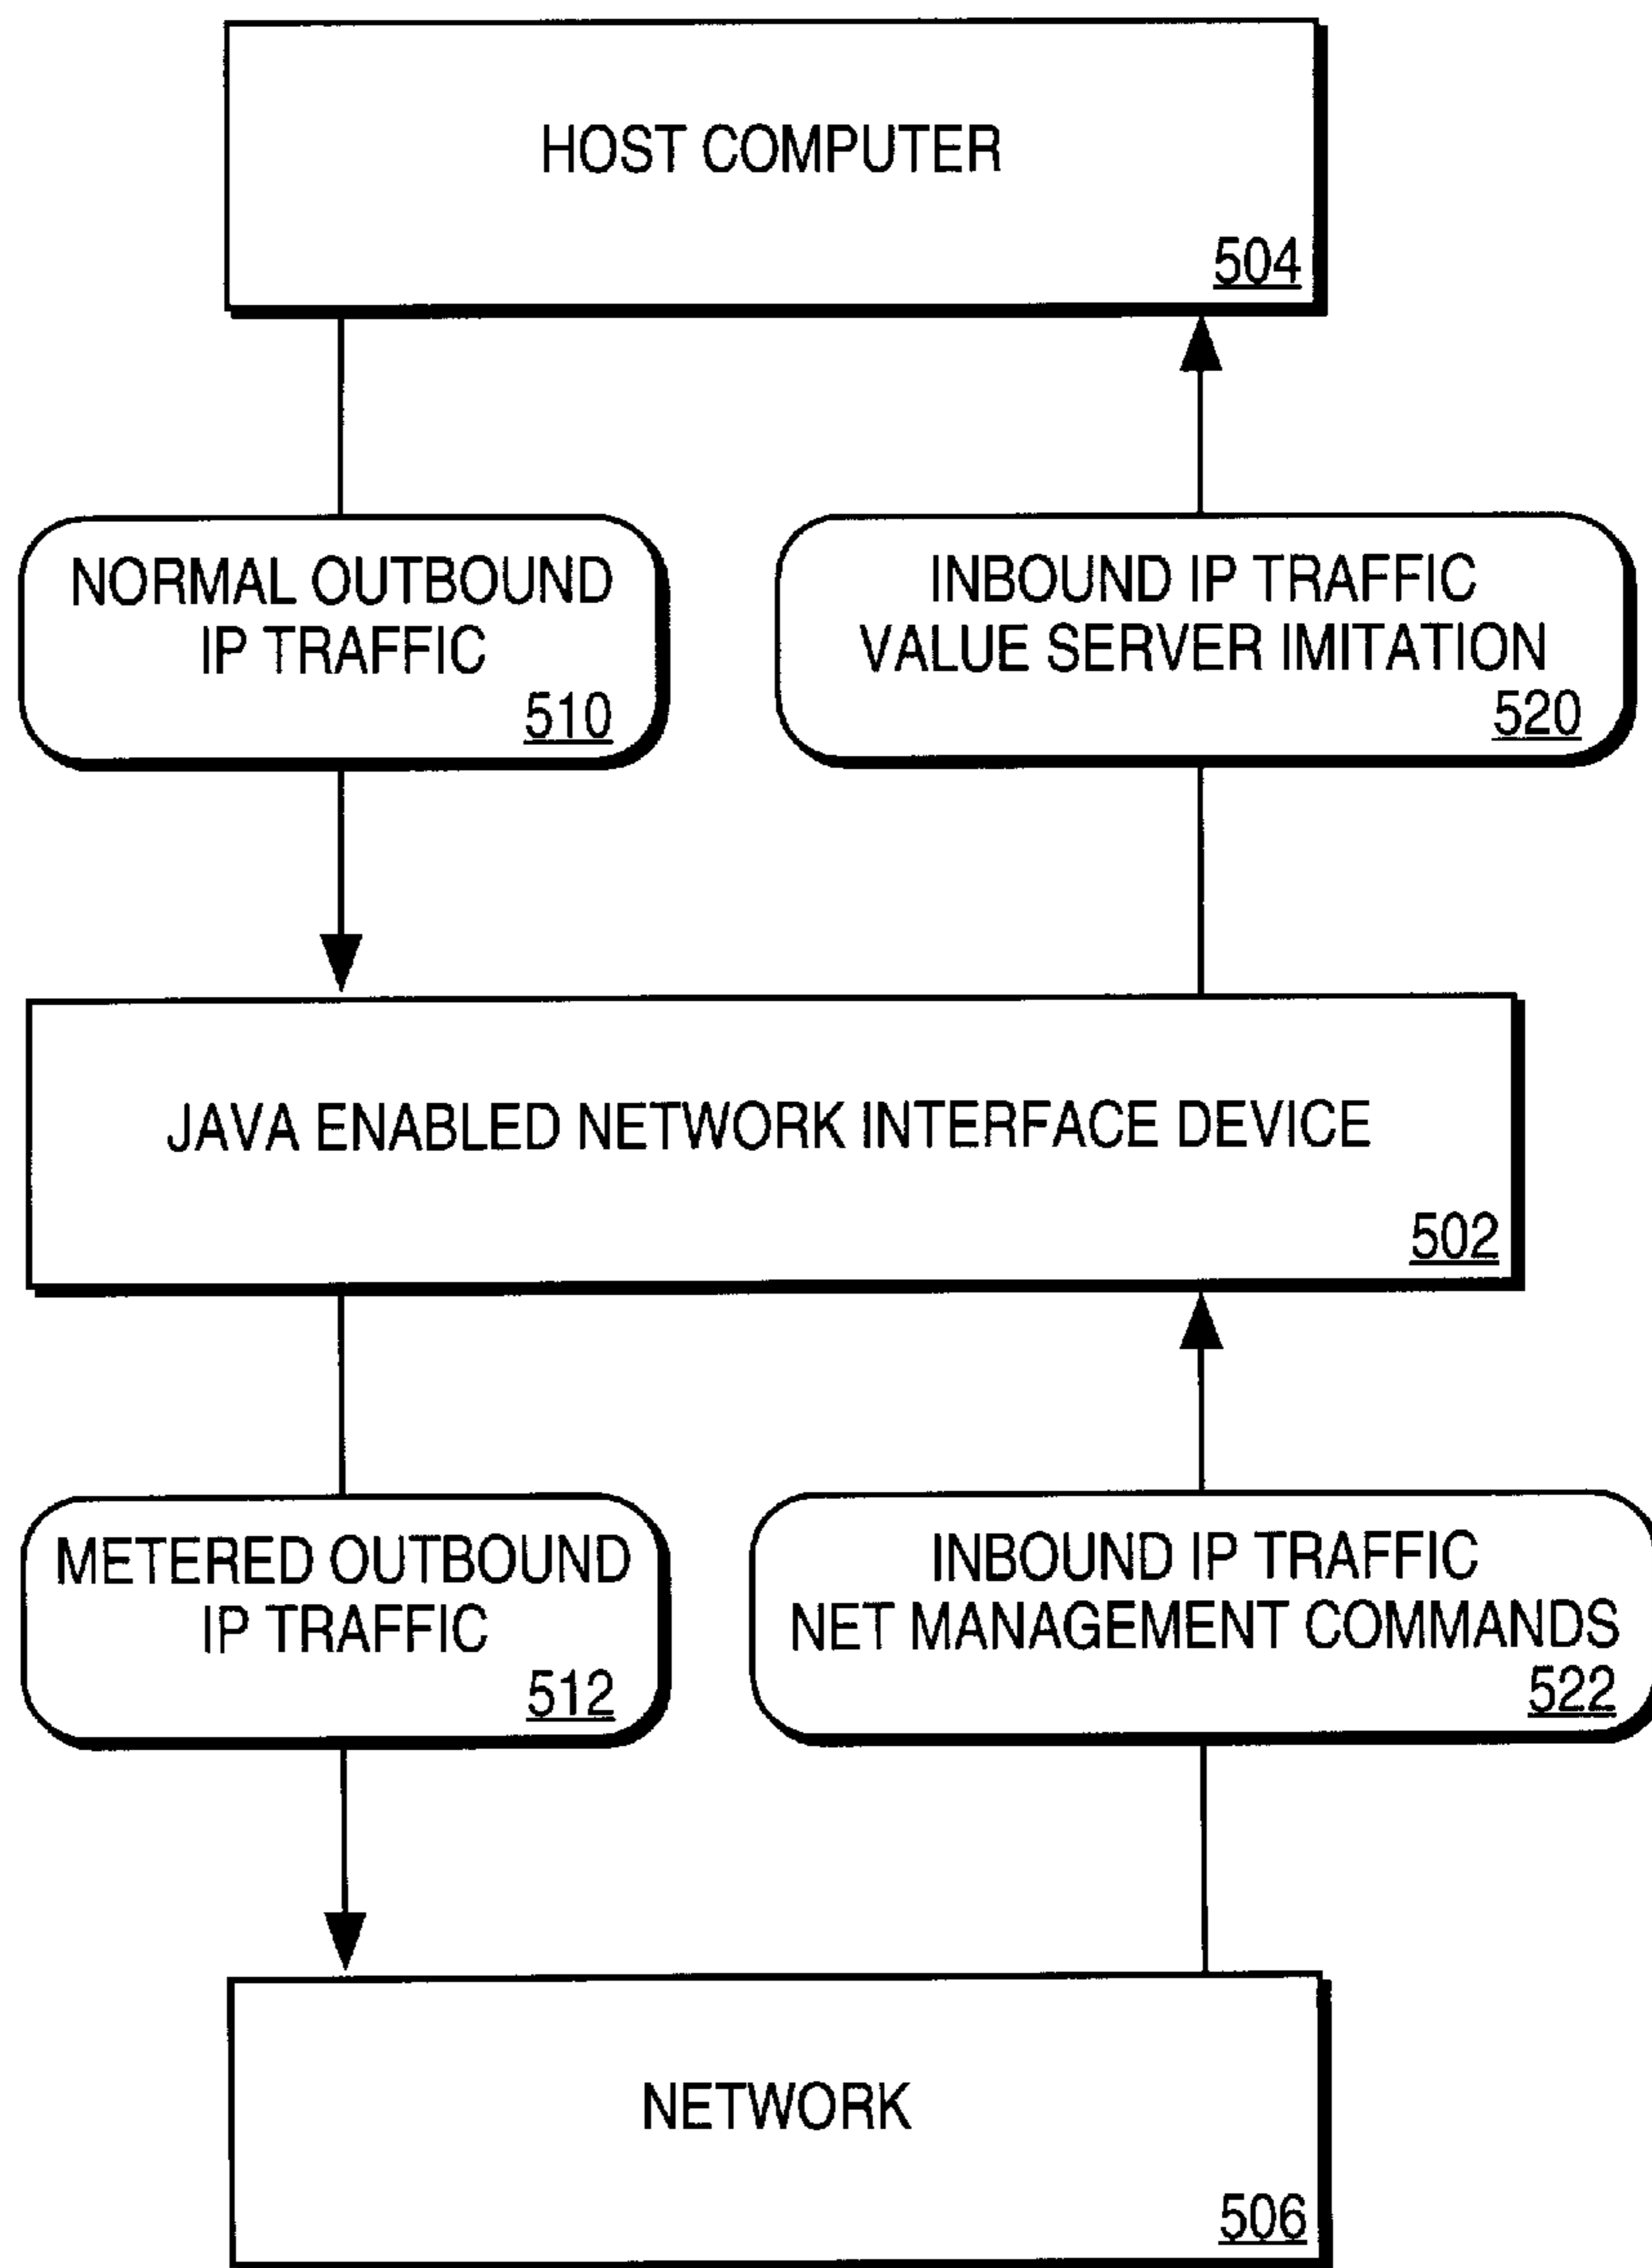 HOST COMPUTER
504
NORMAL OUTBOUND
IP TRAFFIC
510
INBOUND IP TRAFFIC
VALUE SERVER IMITATION
520
JAVA ENABLED NETWORK INTERFACE DEVICE
502
METERED OUTBOUND
IP TRAFFIC
512
INBOUND IP TRAFFIC
NET MANAGEMENT COMMANDS
522
NETWORK
506